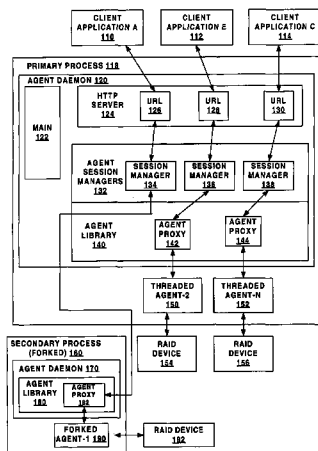 CLIENT APPLICATION A 110
CLIENT APPLICATION B 112
CLIENT APPLICATION C 114
PRIMARY PROCESS 118
AGENT DAEMON 120
MAIN 122
HTTP SERVER 124
URL 126
URL 128
URL 130
AGENT SESSION MANAGERS 132
SESSION MANAGER 134
SESSION MANAGER 136
SESSION MANAGER 138
AGENT LIBRARY 140
AGENT PROXY 142
AGENT PROXY 144
THREADED AGENT-2 150
THREADED AGENT-N 152
RAID DEVICE 154
RAID DEVICE 156
SECONDARY PROCESS (FORKED) 160
AGENT DAEMON 170
AGENT LIBRARY 180
AGENT PROXY 182
FORKED AGENT-1 190
RAID DEVICE 192